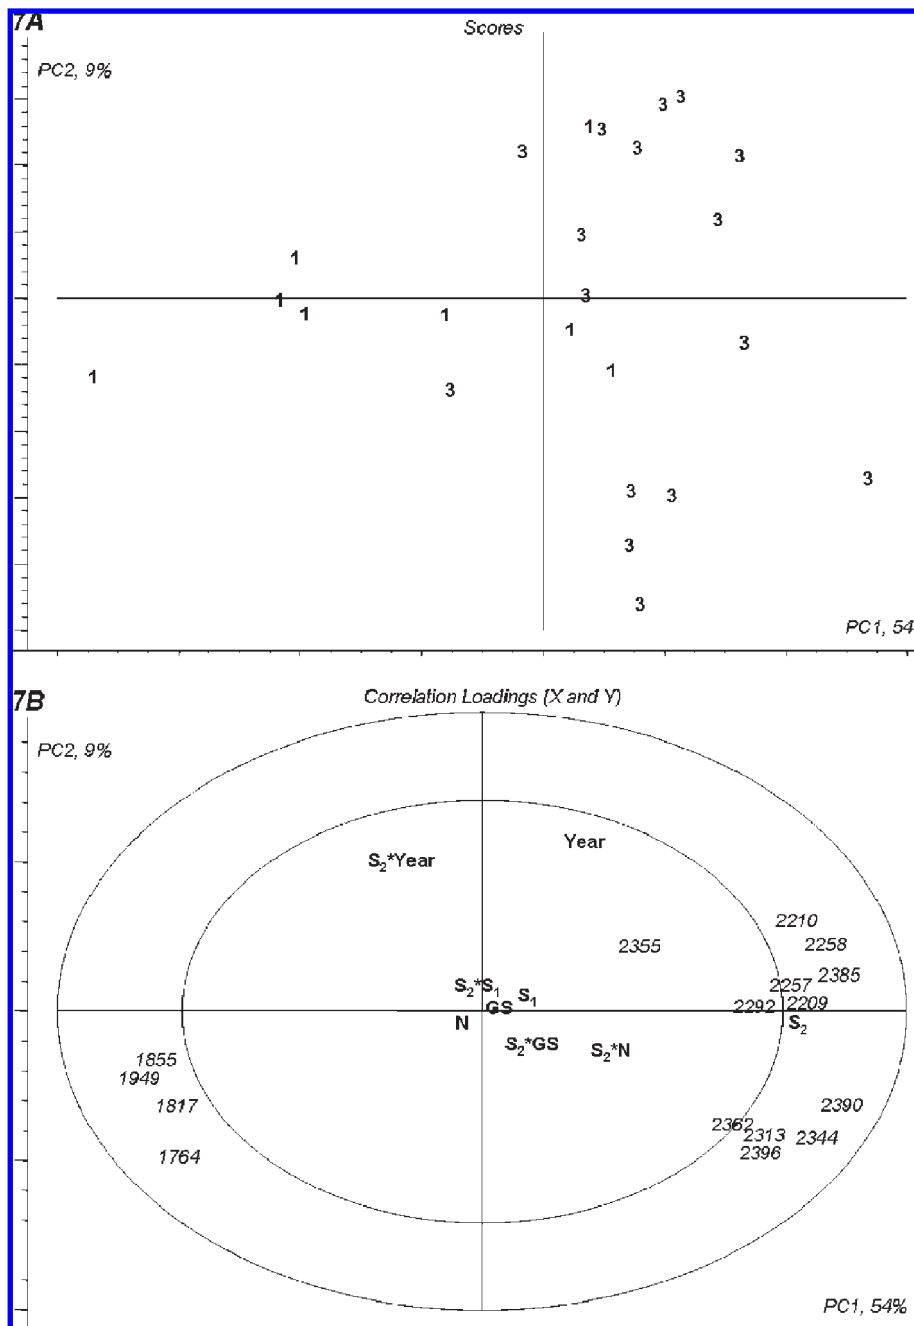 7A
Scores
PC2, 9%
3 3
1 3
3 3
3
3
3
1
1 3
1 1
1 3
1
1 3
3
3 3
3
3
PC1, 54
7B
Correlation Loadings (X and Y)
PC2, 9%
Year
S2*Year
2210
2355 2258
2385
S2*S1 2257
S1
GS 2292 2209
N S2
S2*GS S2*N
1855
1949
1817 2390
2362
2313 2344
1764 2396
PC1, 54%